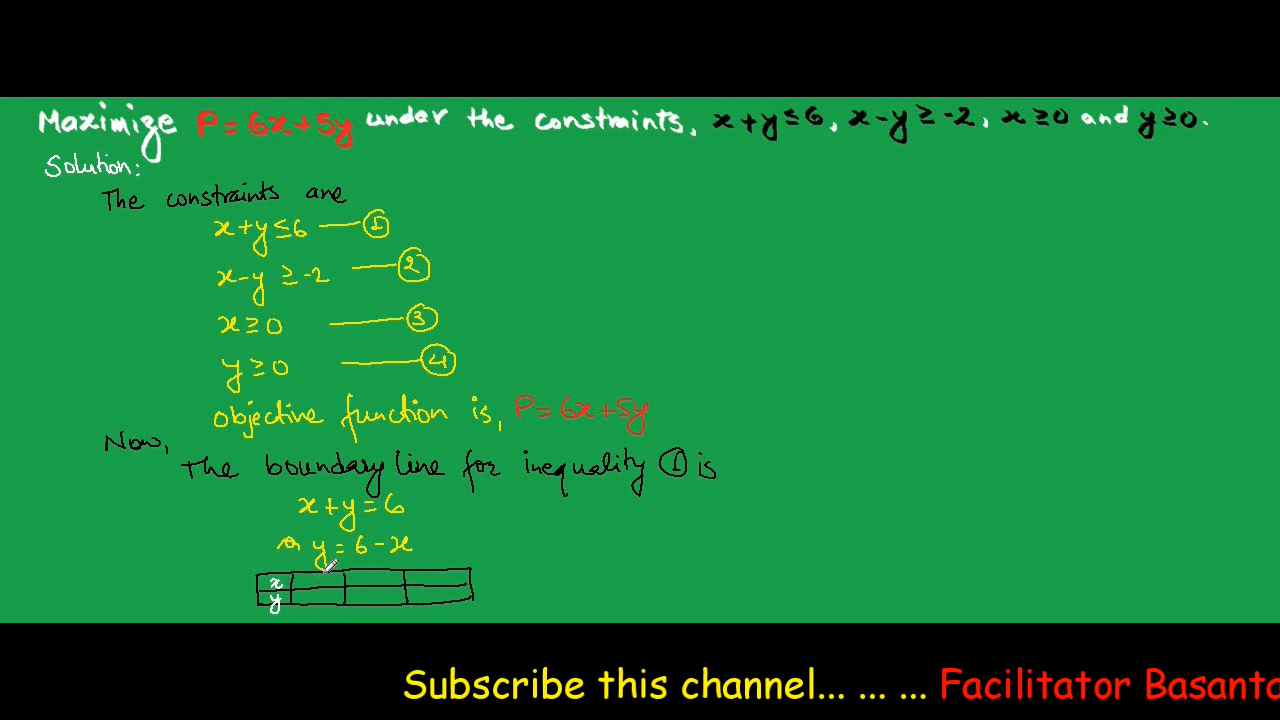 Maximize P = 6x+5y under the constraints, x+y≤6, x-y≥-2, x≥0 and y≥0.
Solution:
The constraints are
x+y≤6 — ①
x-y ≥ -2 — ②
x≥0 — ③
y≥0 — ④
objective function is, P = 6x+5y
Now,
The boundary line for inequality ① is
x+y = 6
or y = 6-x
x
y
Subscribe this channel... ... ... Facilitator Basanta